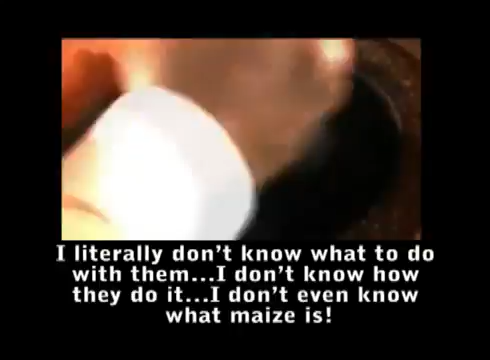 I literally don't know what to do
with them...I don't know how
they do it...I don't even know
what maize is!